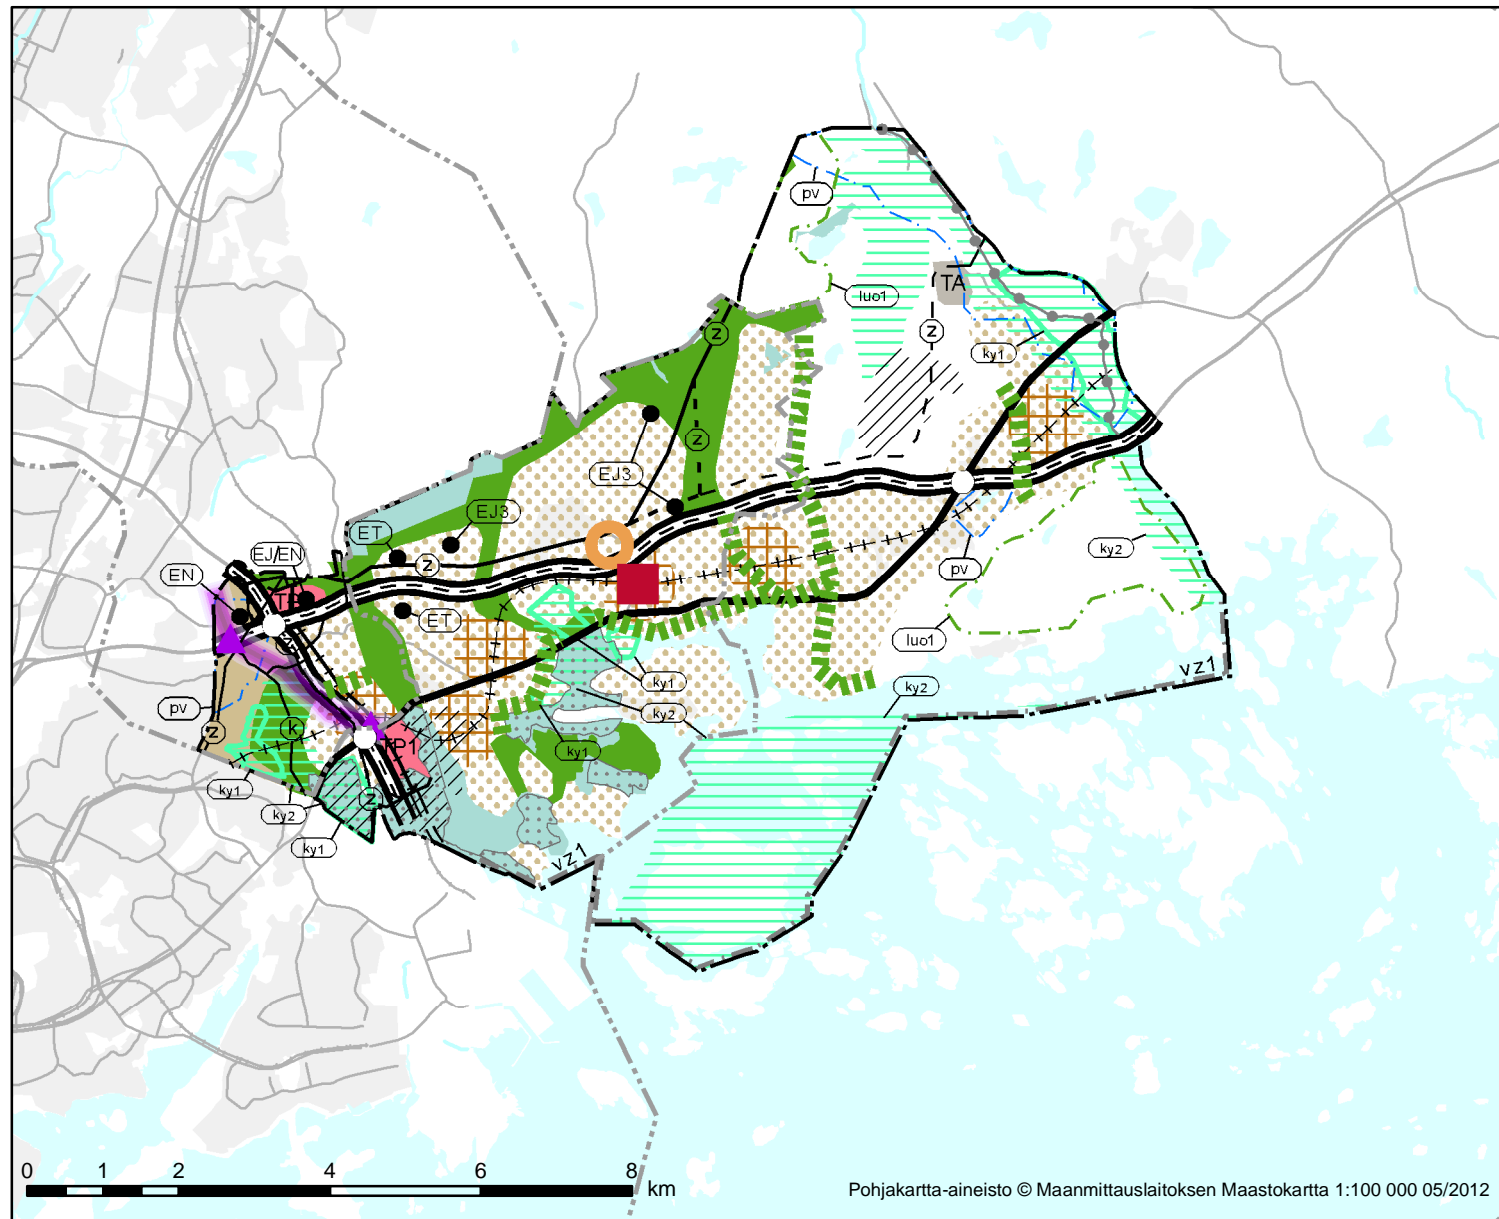 pv
TA
luo1
z
z
ky1
z
EJ3
EJ3
ET
z
EJ/EN
EN
TP
ET
pv
ky2
luo1
vz1
ky2
ky1
ky2
ky1
pv
z
k
TP1
ky1
ky2
z
ky1
vz1
0 1 2 4 6 8 km
Pohjakartta-aineisto © Maanmittauslaitoksen Maastokartta 1:100 000 05/2012